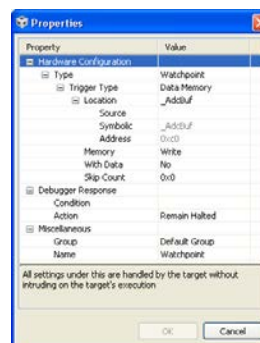 Properties
Property Value
Hardware Configuration
Type Watchpoint
Trigger Type Data Memory
Location _AdcBuf
Source
Symbolic _AdcBuf
Address 0xc0
Memory Write
With Data No
Skip Count 0x0
Debugger Response
Condition
Action Remain Halted
Miscellaneous
Group Default Group
Name Watchpoint
All settings under this are handled by the target without
intruding on the target's execution
OK Cancel